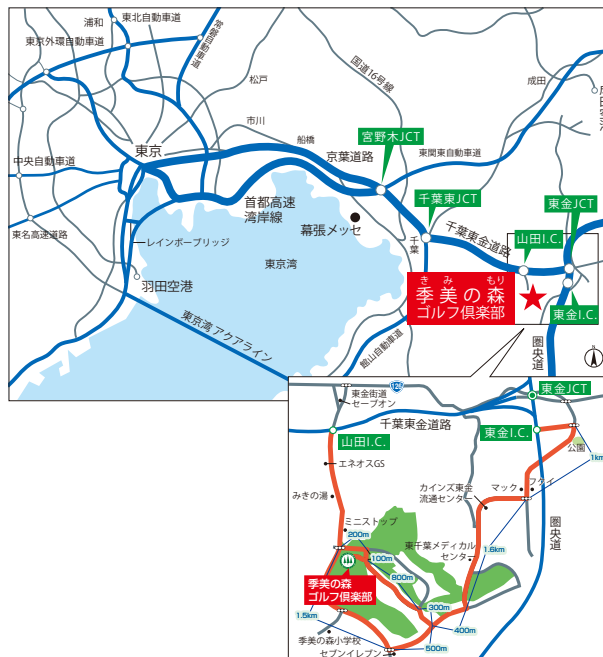 東北自動車道
浦和
常磐自動車道
東京外環自動車道
松戸
国道16号線
成田
市川
船橋
宮野木JCT
東京
京葉道路
東関東自動車道
中央自動車道
千葉東JCT
東金JCT
首都高速
湾岸線
幕張メッセ
千葉
千葉東金道路
山田I.C.
東名高速道路
レインボーブリッジ
東京湾
羽田空港
きみ もり
季美の森
ゴルフ倶楽部
東金I.C.
東京湾アクアライン
館山自動車道
圏央道
N
126
東金街道
セーブオン
東金JCT
千葉東金道路
山田I.C.
東金I.C.
公園
エネオスGS
1km
カインズ東金
流通センター
マック
フタイ
みきの湯
圏央道
ミニストップ
200m
東千葉メディカル
センター
1.6km
100m
季美の森
ゴルフ倶楽部
800m
300m
1.5km
400m
季美の森小学校
500m
セブンイレブン